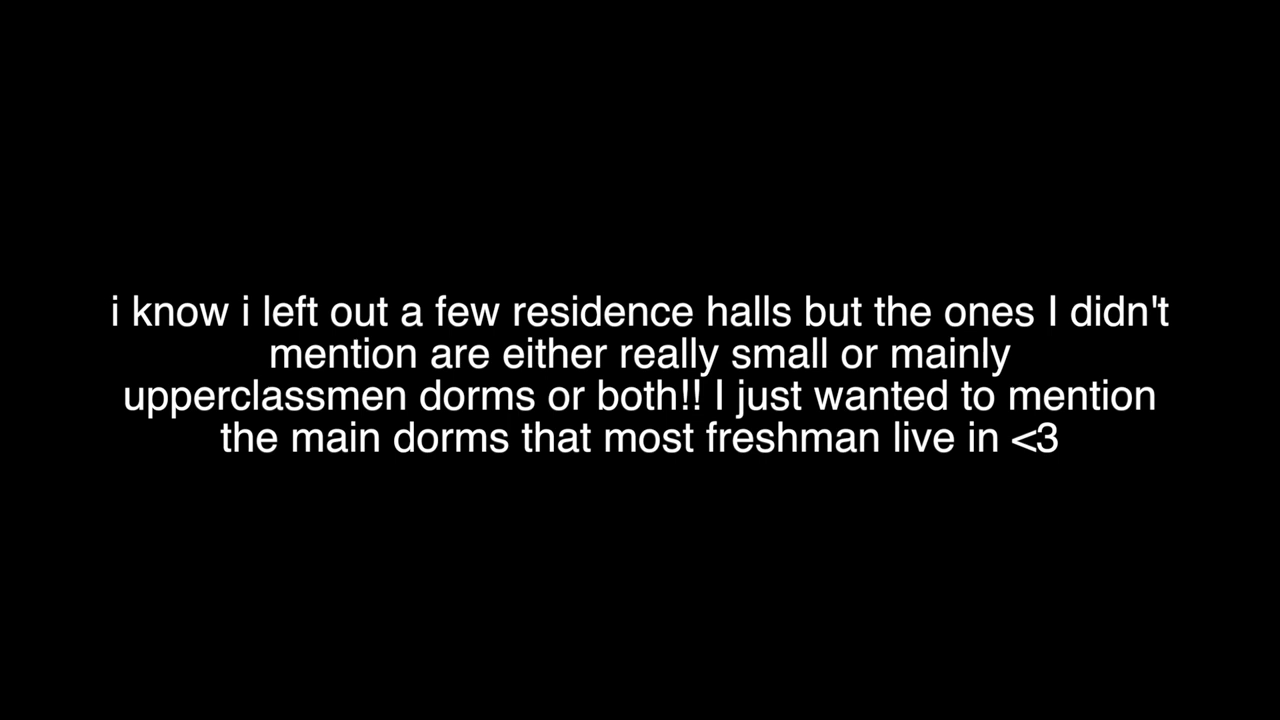 i know i left out a few residence halls but the ones I didn't
mention are either really small or mainly
upperclassmen dorms or both!! I just wanted to mention
the main dorms that most freshman live in <3